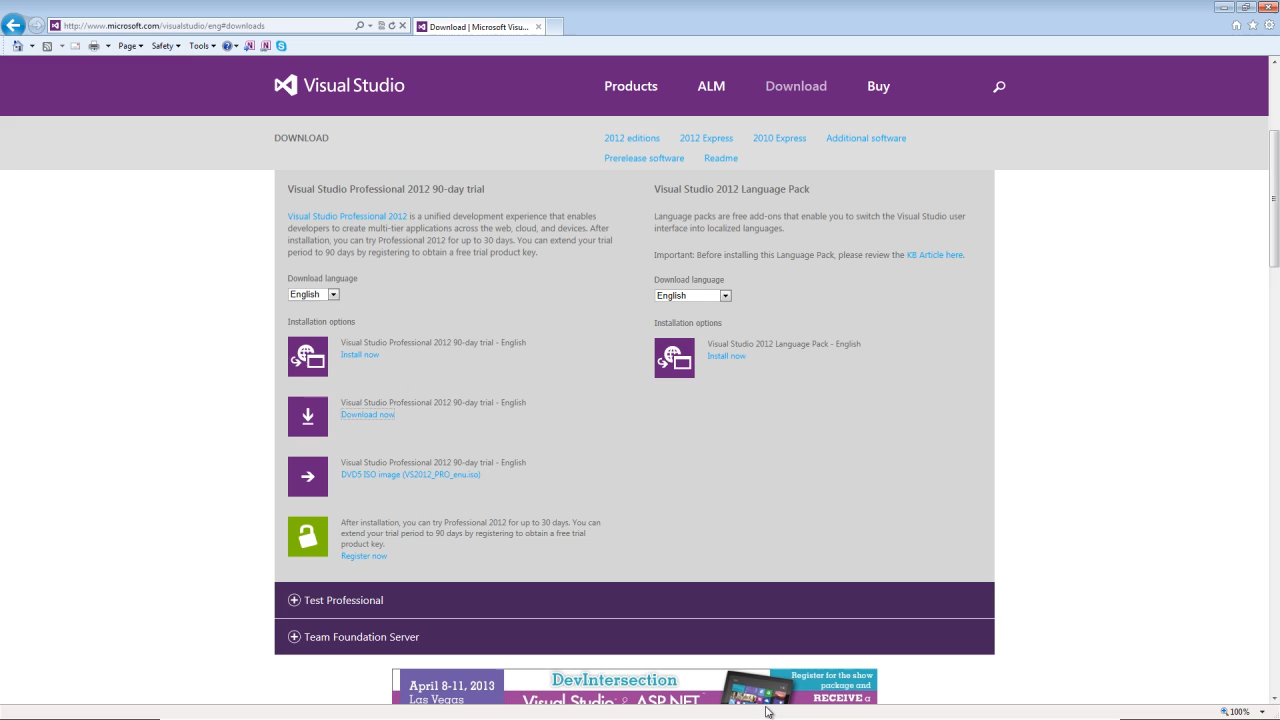 http://www.microsoft.com/visualstudio/eng#downloads
Download | Microsoft Visu...
Page
Safety
Tools
Visual Studio
Products
ALM
Download
Buy
DOWNLOAD
2012 editions
2012 Express
2010 Express
Additional software
Prerelease software
Readme
Visual Studio Professional 2012 90-day trial
Visual Studio Professional 2012 is a unified development experience that enables
developers to create multi-tier applications across the web, cloud, and devices. After
installation, you can try Professional 2012 for up to 30 days. You can extend your trial
period to 90 days by registering to obtain a free trial product key.
Download language
English
Installation options
Visual Studio Professional 2012 90-day trial - English
Install now
Visual Studio Professional 2012 90-day trial - English
Download now
Visual Studio Professional 2012 90-day trial - English
DVD5 ISO image (VS2012_PRO_enu.iso)
After installation, you can try Professional 2012 for up to 30 days. You can
extend your trial period to 90 days by registering to obtain a free trial
product key.
Register now
Visual Studio 2012 Language Pack
Language packs are free add-ons that enable you to switch the Visual Studio user
interface into localized languages.
Important: Before installing this Language Pack, please review the KB Article here.
Download language
English
Installation options
Visual Studio 2012 Language Pack - English
Install now
Test Professional
Team Foundation Server
April 8-11, 2013
Las Vegas
DevIntersection
Visual Studio & ASP.NET
Register for the show
package and
RECEIVE a
100%